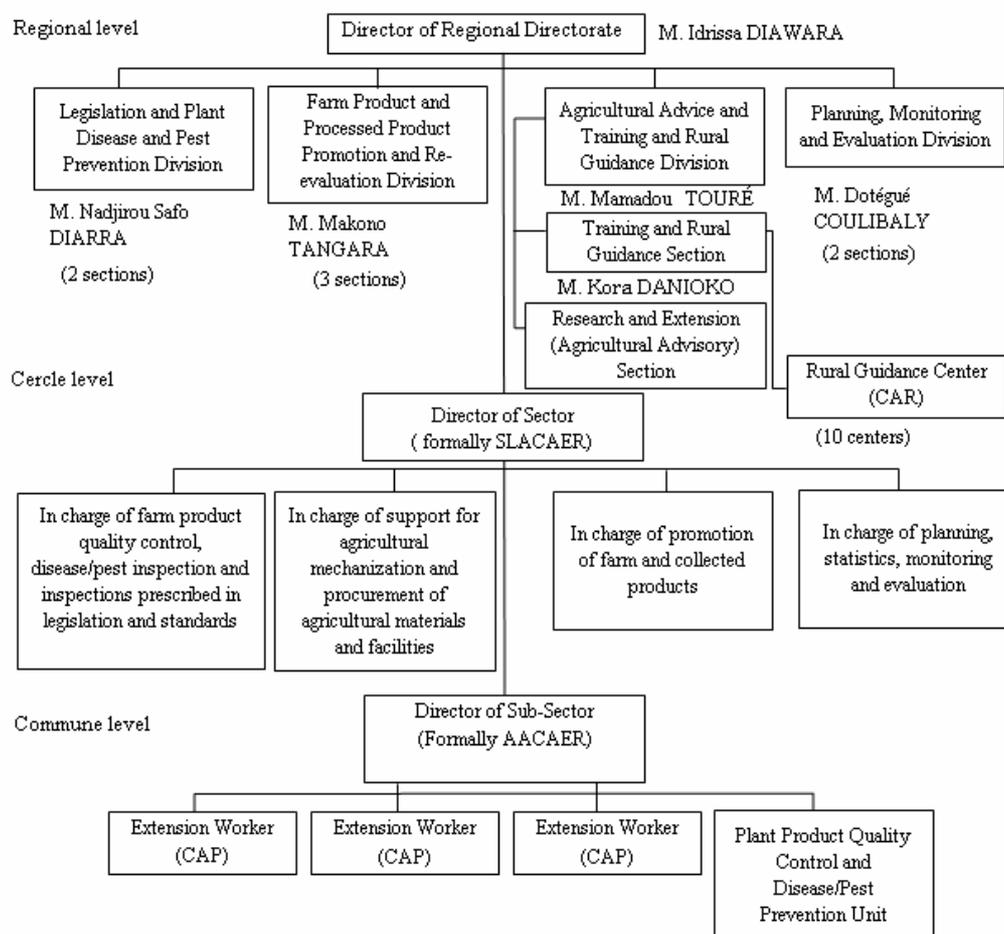 Regional level
Director of Regional Directorate
M. Idrissa DIAWARA
Legislation and Plant
Disease and Pest
Prevention Division
M. Nadjirou Safo
DIARRA
(2 sections)
Farm Product and
Processed Product
Promotion and Re-
evaluation Division
M. Makono
TANGARA
(3 sections)
Agricultural Advice
and Training and Rural
Guidance Division
M. Mamadou TOURÉ
Training and Rural
Guidance Section
M. Kora DANIOKO
Research and Extension
(Agricultural Advisory)
Section
Planning, Monitoring
and Evaluation Division
M. Dotégué
COULIBALY
(2 sections)
Rural Guidance Center
(CAR)
(10 centers)
Cercle level
Director of Sector
( formally SLACAER)
In charge of farm product
quality control,
disease/pest inspection and
inspections prescribed in
legislation and standards
In charge of support for
agricultural
mechanization and
procurement of
agricultural materials
and facilities
In charge of promotion
of farm and collected
products
In charge of planning,
statistics, monitoring
and evaluation
Commune level
Director of Sub-Sector
(Formally AACAER)
Extension Worker
(CAP)
Extension Worker
(CAP)
Extension Worker
(CAP)
Plant Product Quality
Control and
Disease/Pest
Prevention Unit